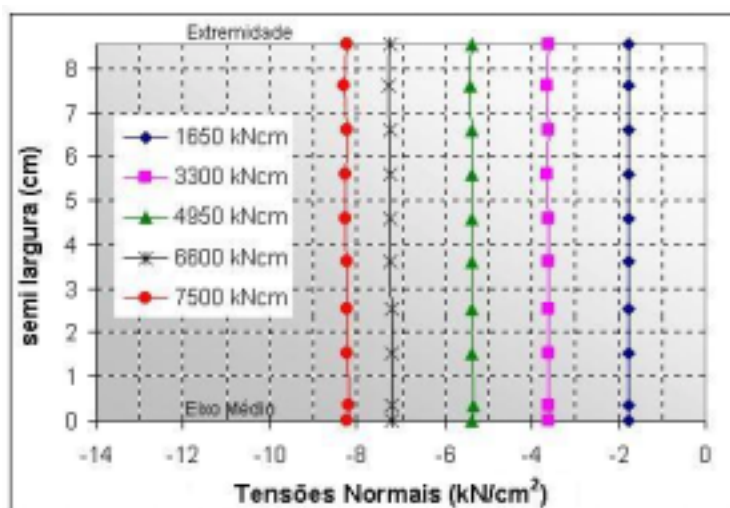 Extremidade
8
7
6
5
4
3
2
1
0
semi largura (cm)
1650 kNcm
3300 kNcm
4950 kNcm
6600 kNcm
7500 kNcm
Eixo Médio
-14 -12 -10 -8 -6 -4 -2 0
Tensões Normais (kN/cm²)